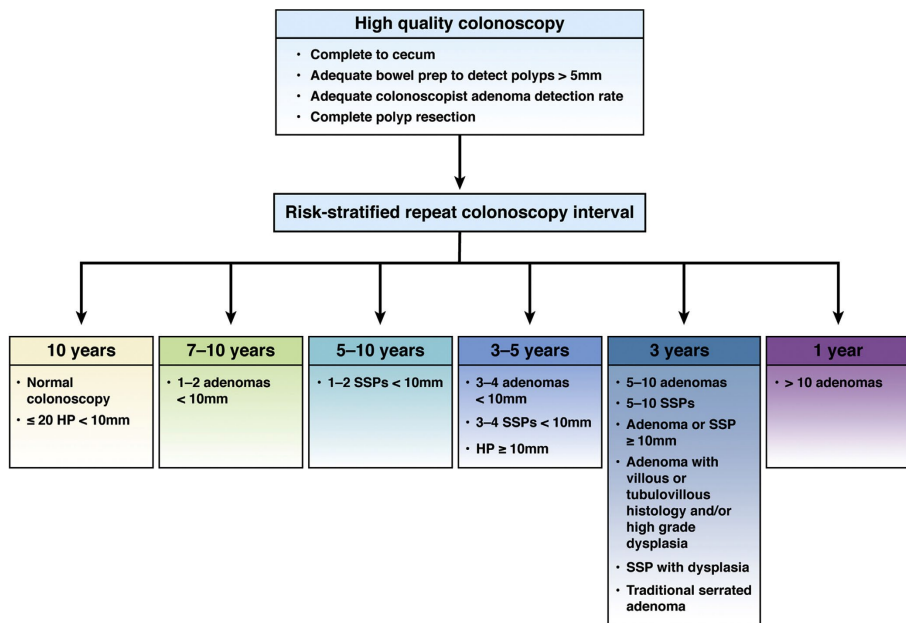 High quality colonoscopy
• Complete to cecum
• Adequate bowel prep to detect polyps > 5mm
• Adequate colonoscopist adenoma detection rate
• Complete polyp resection
Risk-stratified repeat colonoscopy interval
10 years
• Normal
colonoscopy
• ≤ 20 HP < 10mm
7–10 years
• 1–2 adenomas
< 10mm
5–10 years
• 1–2 SSPs < 10mm
3–5 years
• 3–4 adenomas
< 10mm
• 3–4 SSPs < 10mm
• HP ≥ 10mm
3 years
• 5–10 adenomas
• 5–10 SSPs
• Adenoma or SSP
≥ 10mm
• Adenoma with
villous or
tubulovillous
histology and/or
high grade
dysplasia
• SSP with dysplasia
• Traditional serrated
adenoma
1 year
• > 10 adenomas